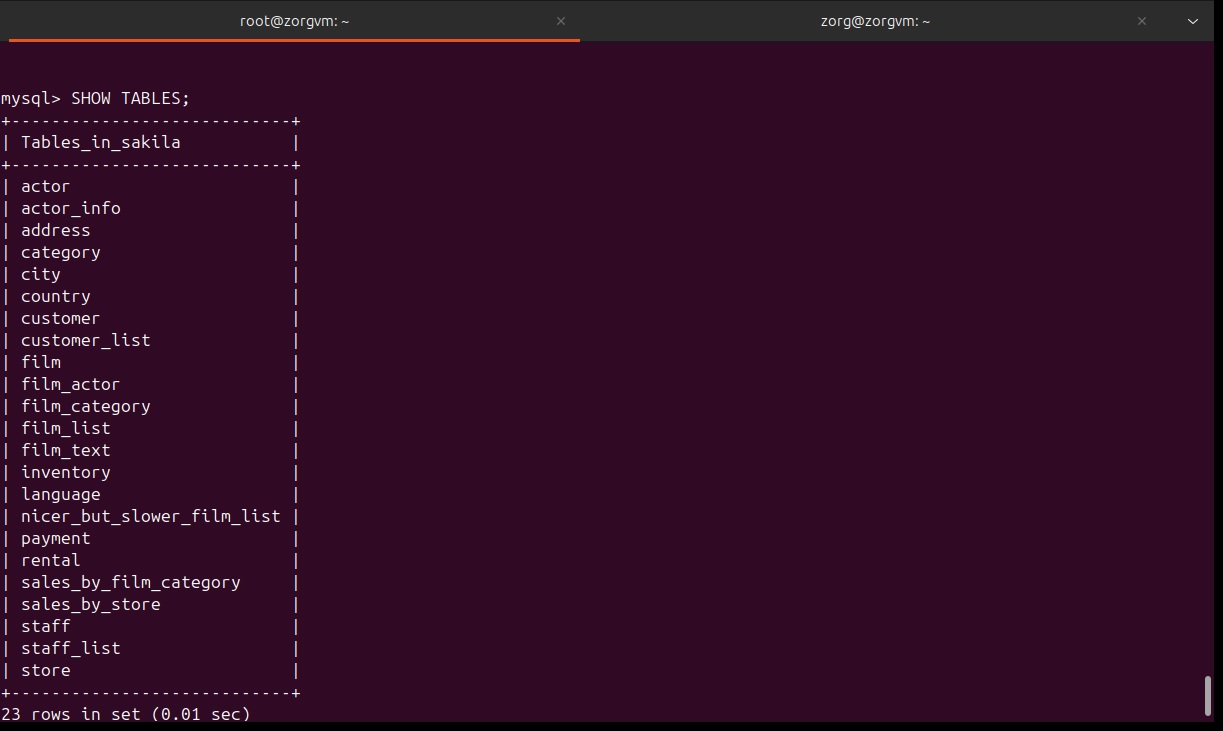 root@zorgvm: ~ × zorg@zorgvm: ~ ×
mysql> SHOW TABLES;
+----------------------------+
| Tables_in_sakila           |
+----------------------------+
| actor                      |
| actor_info                 |
| address                    |
| category                   |
| city                       |
| country                    |
| customer                   |
| customer_list              |
| film                       |
| film_actor                 |
| film_category              |
| film_list                  |
| film_text                  |
| inventory                  |
| language                   |
| nicer_but_slower_film_list |
| payment                    |
| rental                     |
| sales_by_film_category     |
| sales_by_store             |
| staff                      |
| staff_list                 |
| store                      |
+----------------------------+
23 rows in set (0.01 sec)